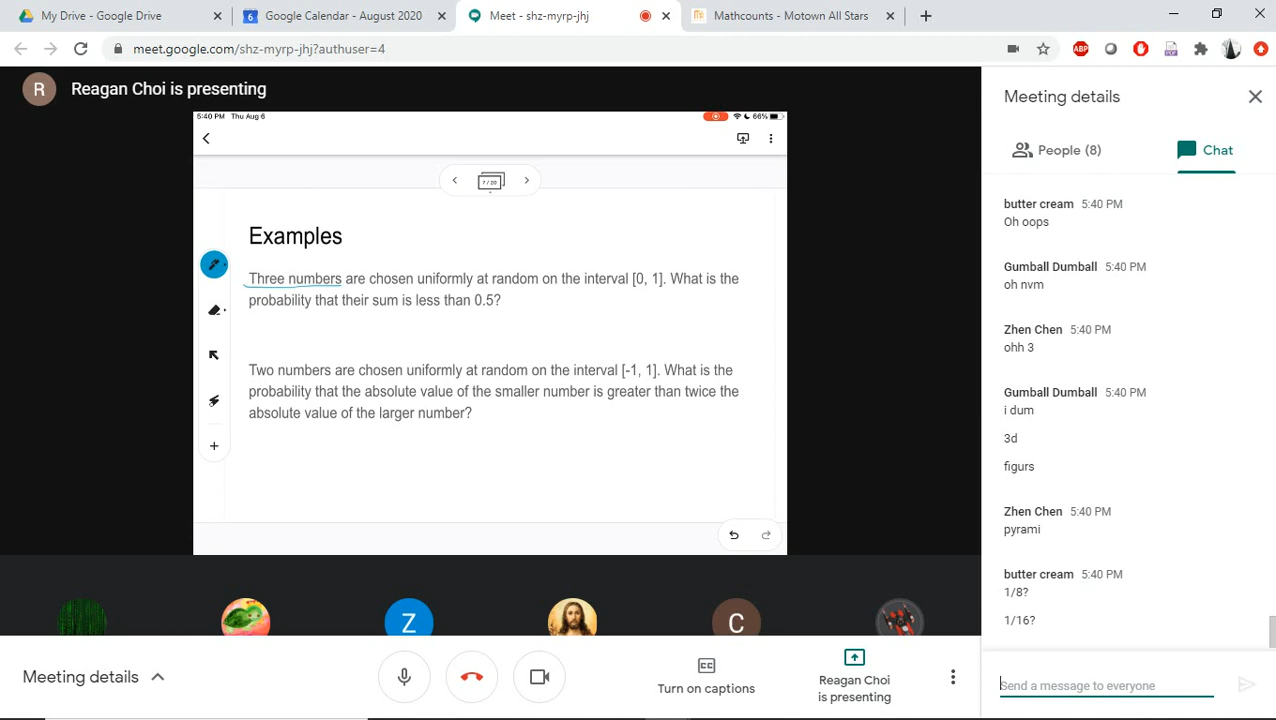 My Drive - Google Drive
Google Calendar - August 2020
Meet - shz-myrp-jhj
Mathcounts - Motown All Stars
meet.google.com/shz-myrp-jhj?authuser=4
ABP
R
Reagan Choi is presenting
5:40 PM Thu Aug 6
66%
7 / 20
Examples
Three numbers are chosen uniformly at random on the interval [0, 1]. What is the
probability that their sum is less than 0.5?
Two numbers are chosen uniformly at random on the interval [-1, 1]. What is the
probability that the absolute value of the smaller number is greater than twice the
absolute value of the larger number?
Z
C
Meeting details
People (8)
Chat
butter cream 5:40 PM
Oh oops
Gumball Dumball 5:40 PM
oh nvm
Zhen Chen 5:40 PM
ohh 3
Gumball Dumball 5:40 PM
i dum
3d
figurs
Zhen Chen 5:40 PM
pyrami
butter cream 5:40 PM
1/8?
1/16?
Send a message to everyone
Meeting details
Turn on captions
Reagan Choi
is presenting